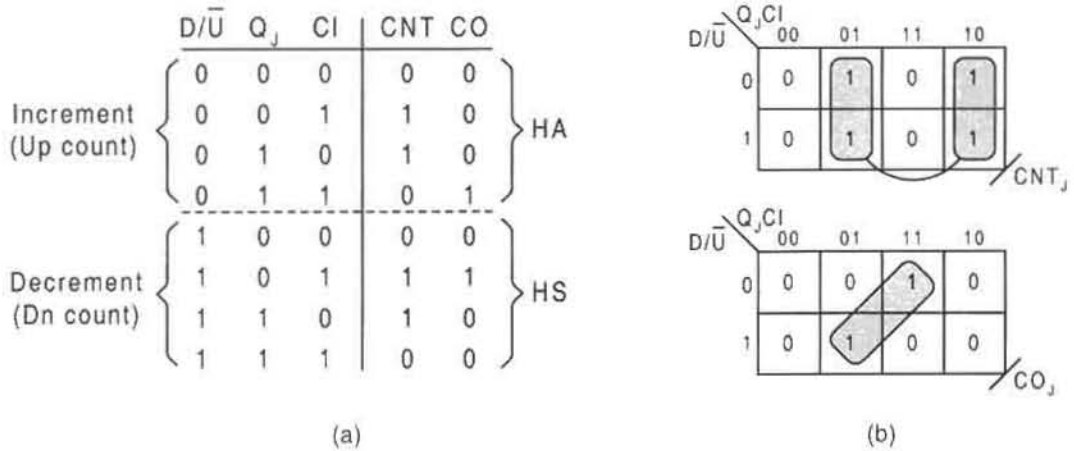 D/U̅ Q_J CI CNT CO
0 0 0 0 0
0 0 1 1 0
0 1 0 1 0
0 1 1 0 1
Increment
(Up count)
HA
1 0 0 0 0
1 0 1 1 1
1 1 0 1 0
1 1 1 0 0
Decrement
(Dn count)
HS
(a)
Q_JCI
D/U̅ 00 01 11 10
0 0 1 0 1
1 0 1 0 1
CNT_J
Q_JCI
D/U̅ 00 01 11 10
0 0 0 1 0
1 0 1 0 0
CO_J
(b)